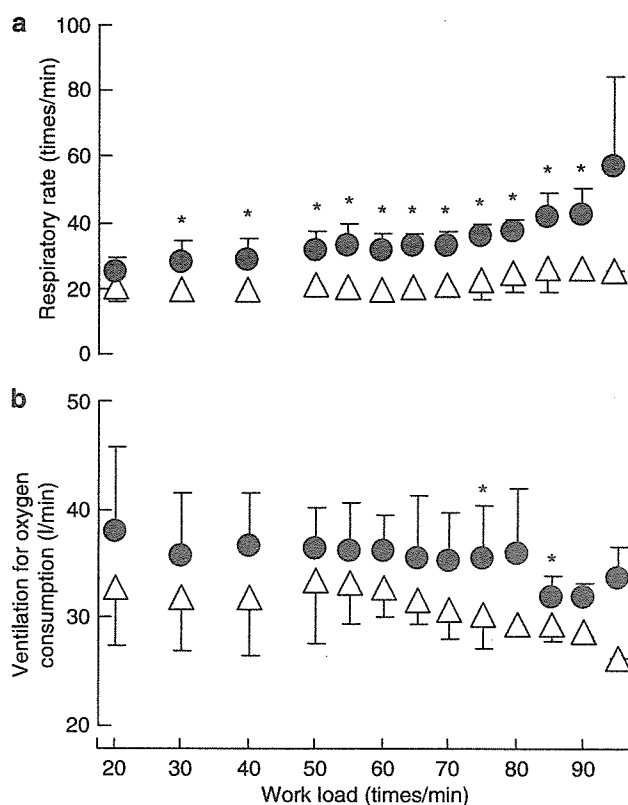 a
Respiratory rate (times/min)
100
80
60
40
20
0
* * * * * * * * * * *
b
Ventilation for oxygen
consumption (l/min)
50
40
30
20
* *
20 30 40 50 60 70 80 90
Work load (times/min)